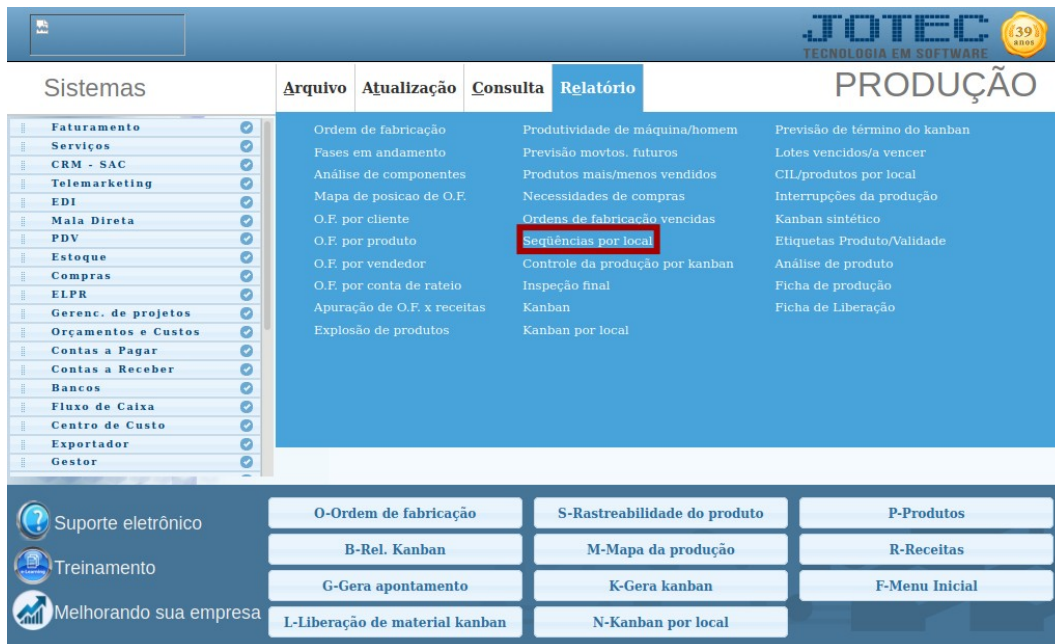 JOTEC
TECNOLOGIA EM SOFTWARE
39
anos
Sistemas
Arquivo
Atualização
Consulta
Relatório
PRODUÇÃO
Faturamento
Serviços
CRM - SAC
Telemarketing
EDI
Mala Direta
PDV
Estoque
Compras
ELPR
Gerenc. de projetos
Orçamentos e Custos
Contas a Pagar
Contas a Receber
Bancos
Fluxo de Caixa
Centro de Custo
Exportador
Gestor
Ordem de fabricação
Fases em andamento
Análise de componentes
Mapa de posicao de O.F.
O.F. por cliente
O.F. por produto
O.F. por vendedor
O.F. por conta de rateio
Apuração de O.F. x receitas
Explosão de produtos
Produtividade de máquina/homem
Previsão movtos. futuros
Produtos mais/menos vendidos
Necessidades de compras
Ordens de fabricação vencidas
Seqüências por local
Controle da produção por kanban
Inspeção final
Kanban
Kanban por local
Previsão de término do kanban
Lotes vencidos/a vencer
CIL/produtos por local
Interrupções da produção
Kanban sintético
Etiquetas Produto/Validade
Análise de produto
Ficha de produção
Ficha de Liberação
Suporte eletrônico
Treinamento
Melhorando sua empresa
O-Ordem de fabricação
S-Rastreabilidade do produto
P-Produtos
B-Rel. Kanban
M-Mapa da produção
R-Receitas
G-Gera apontamento
K-Gera kanban
F-Menu Inicial
L-Liberação de material kanban
N-Kanban por local